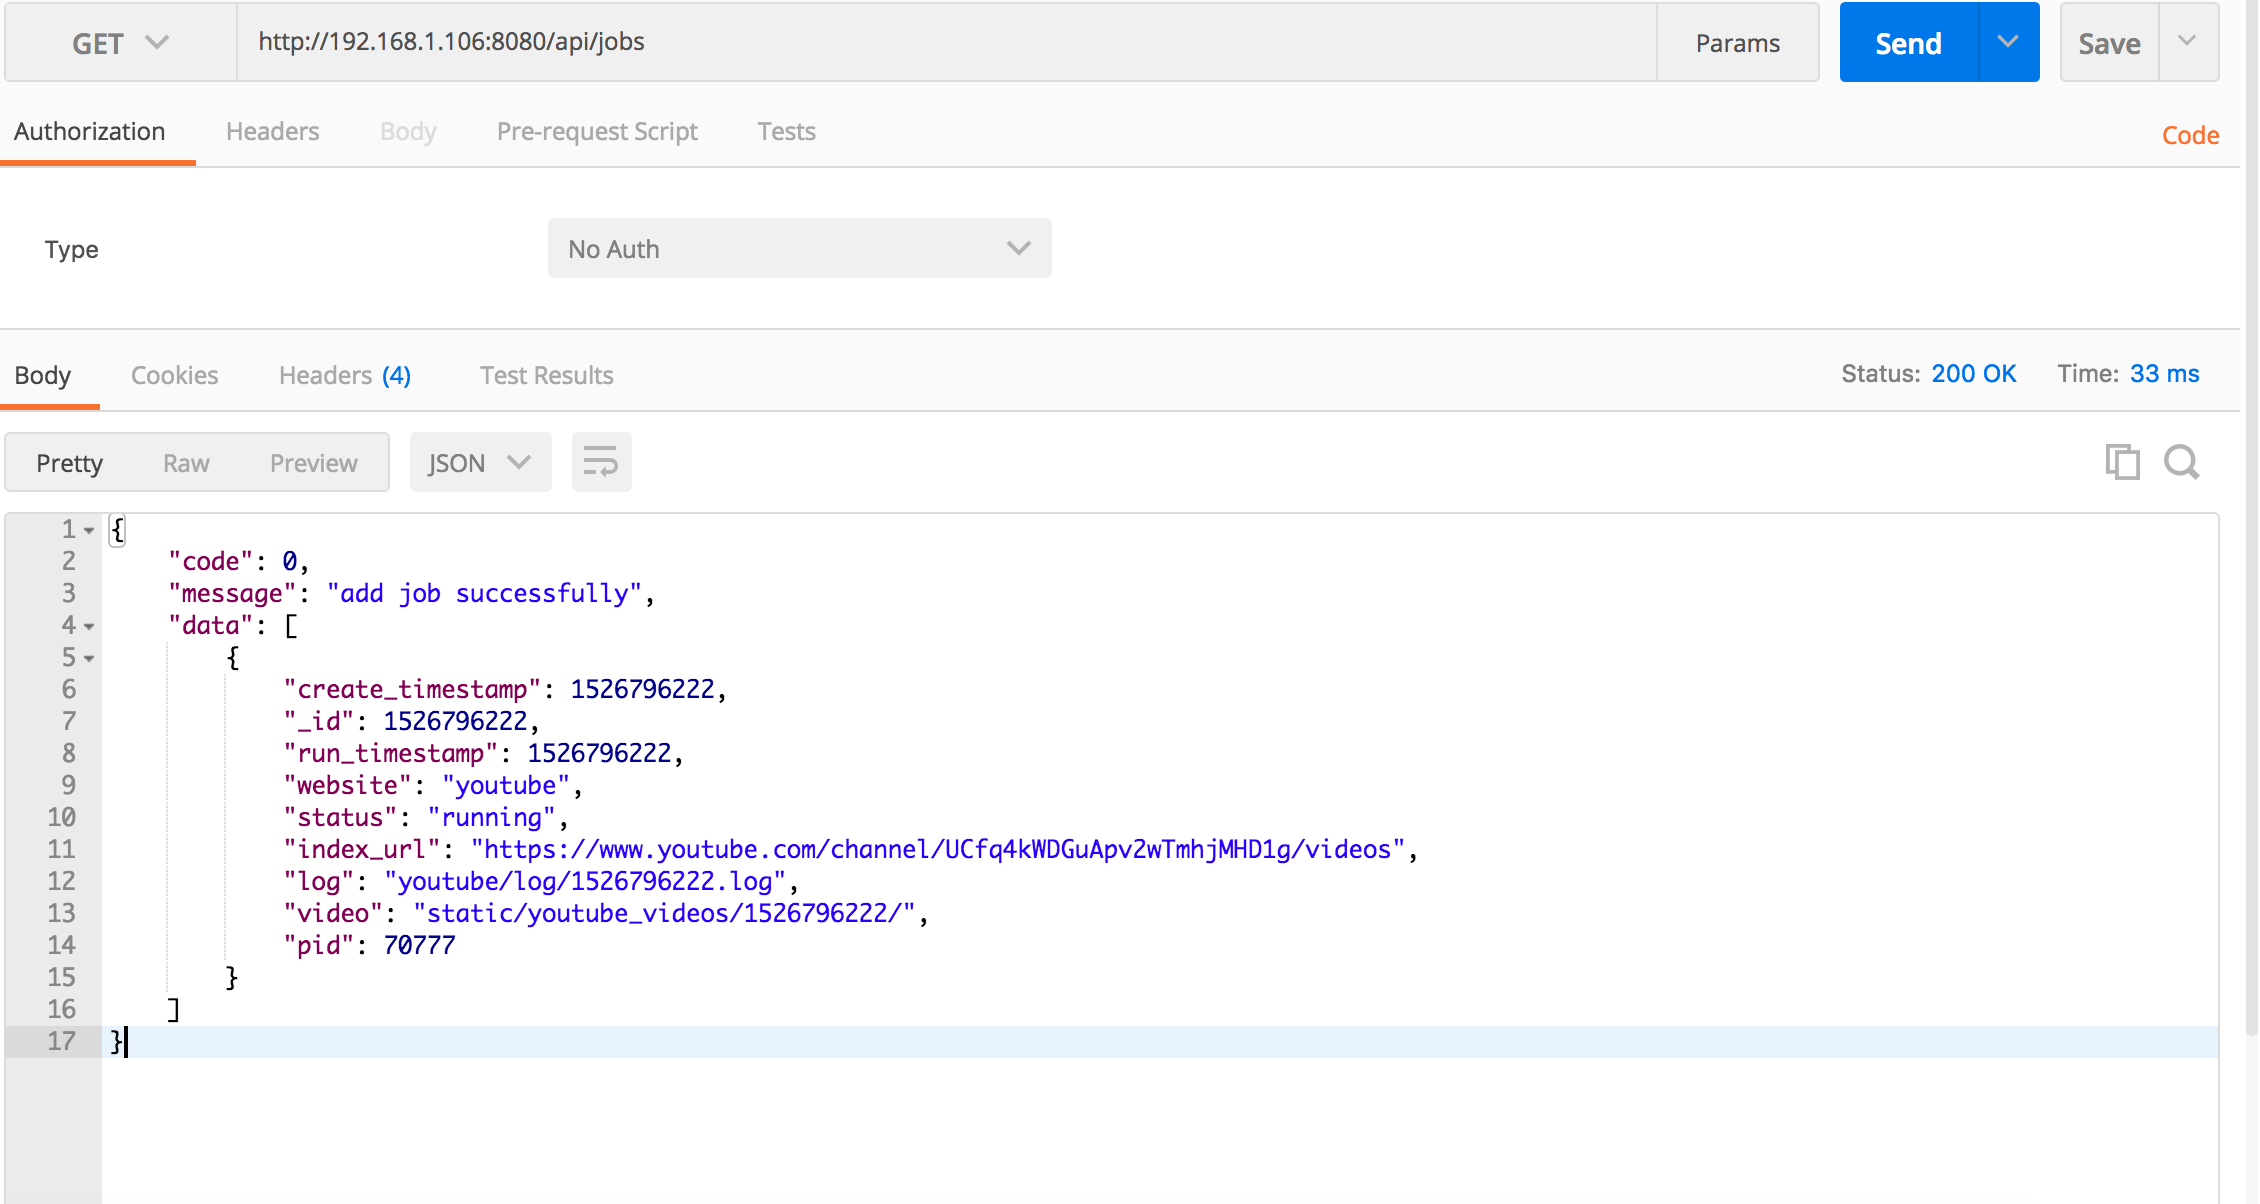 GET http://192.168.1.106:8080/api/jobs Params Send Save
Authorization Headers Body Pre-request Script Tests Code
Type No Auth
Body Cookies Headers (4) Test Results Status: 200 OK Time: 33 ms
Pretty Raw Preview JSON
1 {
2 "code": 0,
3 "message": "add job successfully",
4 "data": [
5 {
6 "create_timestamp": 1526796222,
7 "_id": 1526796222,
8 "run_timestamp": 1526796222,
9 "website": "youtube",
10 "status": "running",
11 "index_url": "https://www.youtube.com/channel/UCfq4kWDGuApv2wTmhjMHD1g/videos",
12 "log": "youtube/log/1526796222.log",
13 "video": "static/youtube_videos/1526796222/",
14 "pid": 70777
15 }
16 ]
17 }